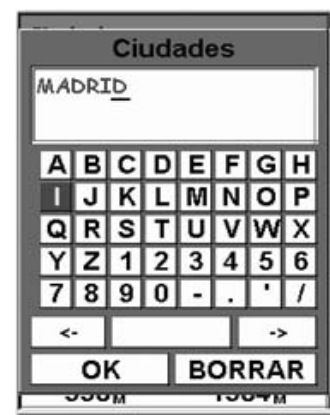 Ciudades
MADRID
A B C D E F G H
I J K L M N O P
Q R S T U V W X
Y Z 1 2 3 4 5 6
7 8 9 0 - . ' /
<- ->
OK BORRAR